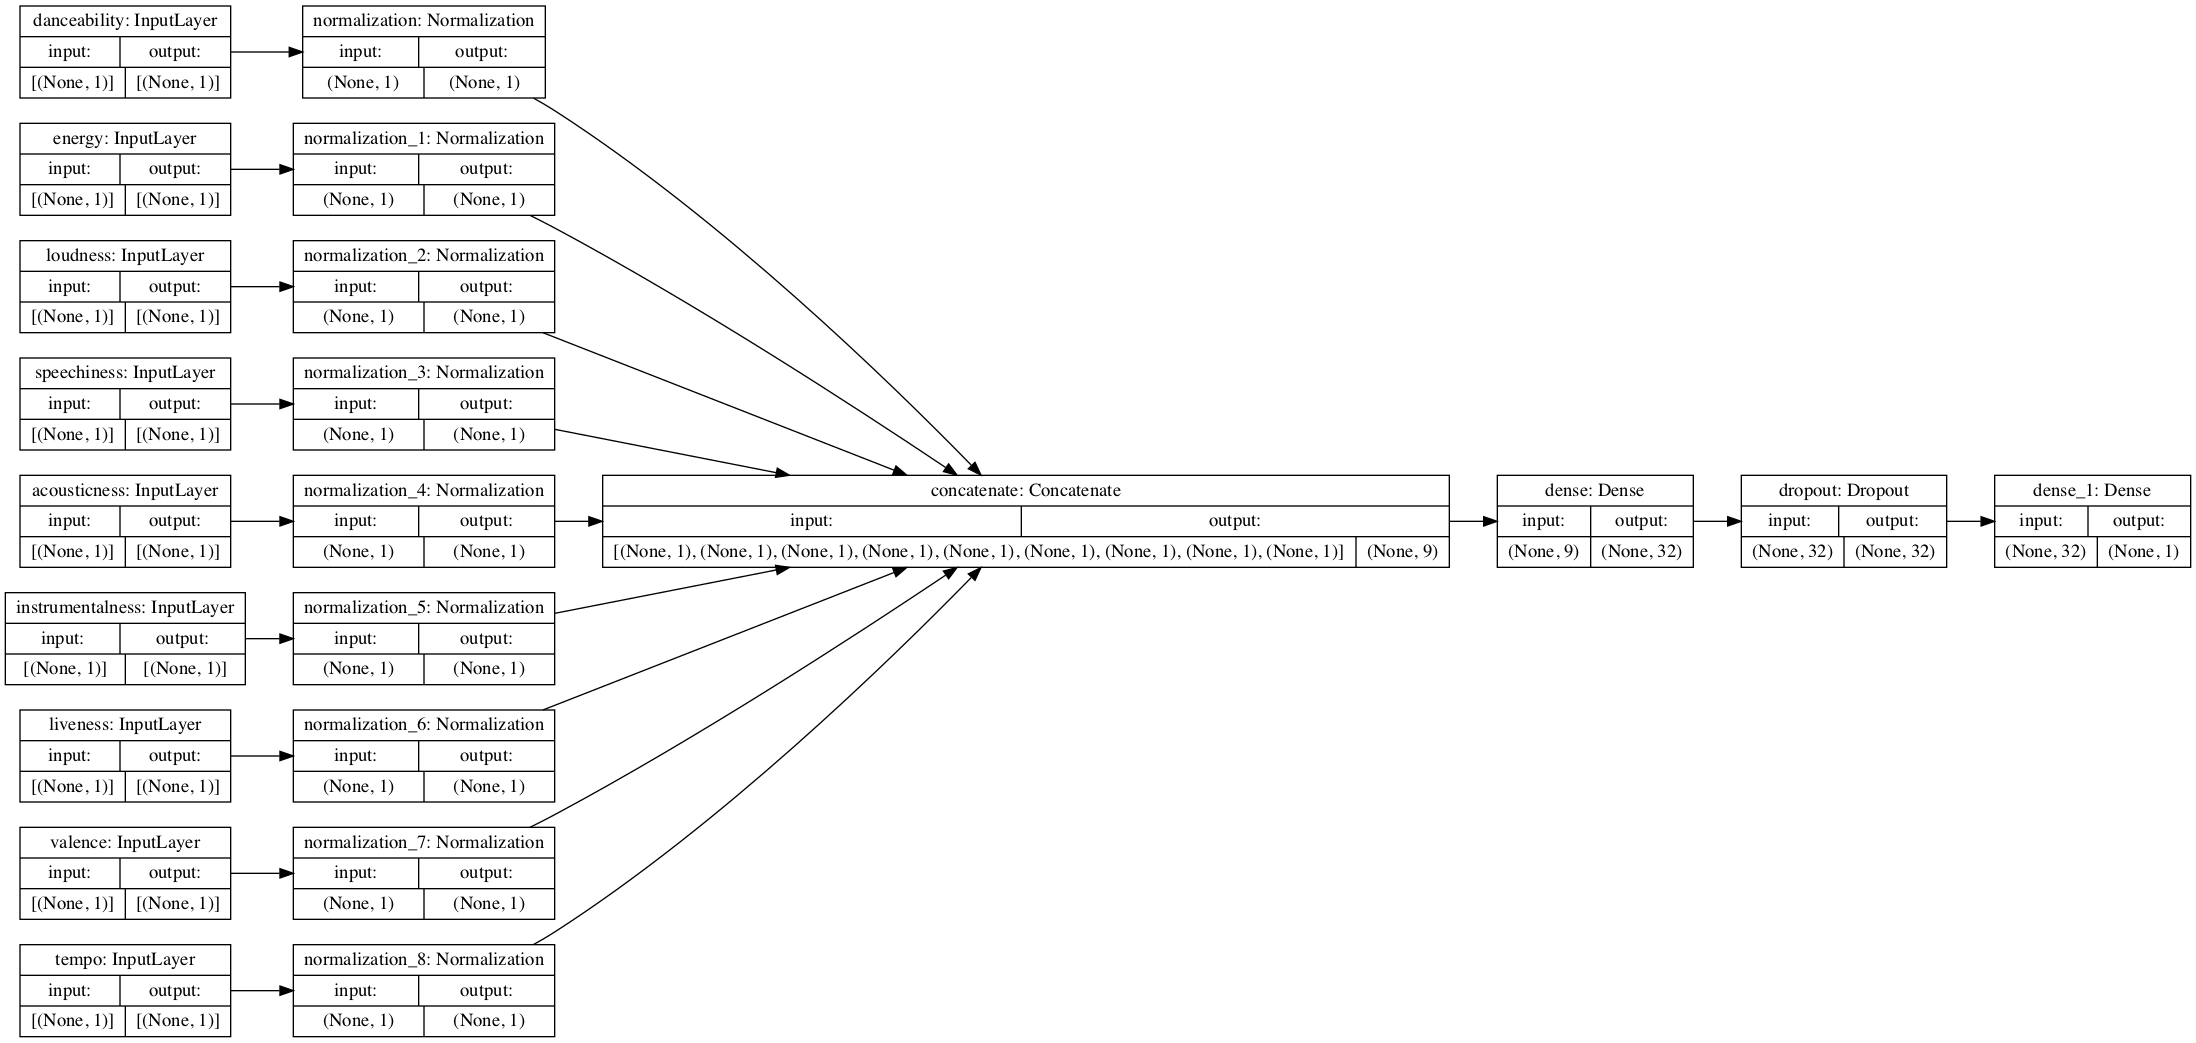 danceability: InputLayer
input: output:
[(None, 1)] [(None, 1)]
normalization: Normalization
input: output:
(None, 1) (None, 1)
energy: InputLayer
input: output:
[(None, 1)] [(None, 1)]
normalization_1: Normalization
input: output:
(None, 1) (None, 1)
loudness: InputLayer
input: output:
[(None, 1)] [(None, 1)]
normalization_2: Normalization
input: output:
(None, 1) (None, 1)
speechiness: InputLayer
input: output:
[(None, 1)] [(None, 1)]
normalization_3: Normalization
input: output:
(None, 1) (None, 1)
acousticness: InputLayer
input: output:
[(None, 1)] [(None, 1)]
normalization_4: Normalization
input: output:
(None, 1) (None, 1)
instrumentalness: InputLayer
input: output:
[(None, 1)] [(None, 1)]
normalization_5: Normalization
input: output:
(None, 1) (None, 1)
liveness: InputLayer
input: output:
[(None, 1)] [(None, 1)]
normalization_6: Normalization
input: output:
(None, 1) (None, 1)
valence: InputLayer
input: output:
[(None, 1)] [(None, 1)]
normalization_7: Normalization
input: output:
(None, 1) (None, 1)
tempo: InputLayer
input: output:
[(None, 1)] [(None, 1)]
normalization_8: Normalization
input: output:
(None, 1) (None, 1)
concatenate: Concatenate
input: output:
[(None, 1), (None, 1), (None, 1), (None, 1), (None, 1), (None, 1), (None, 1), (None, 1), (None, 1)] (None, 9)
dense: Dense
input: output:
(None, 9) (None, 32)
dropout: Dropout
input: output:
(None, 32) (None, 32)
dense_1: Dense
input: output:
(None, 32) (None, 1)